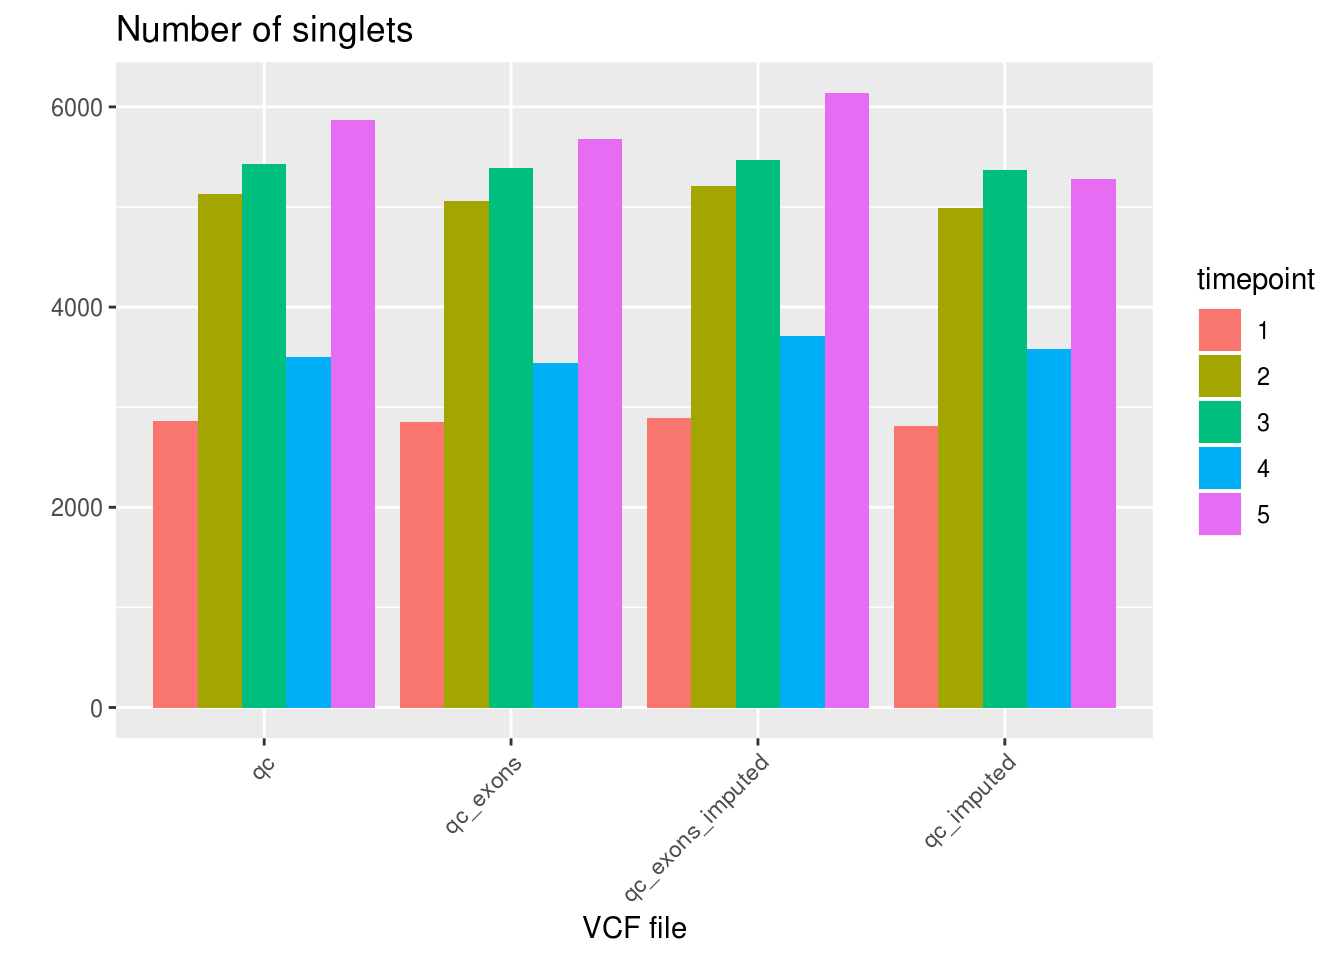 Number of singlets
6000
4000
2000
0
qc
qc_exons
qc_exons_imputed
qc_imputed
VCF file
timepoint
1
2
3
4
5